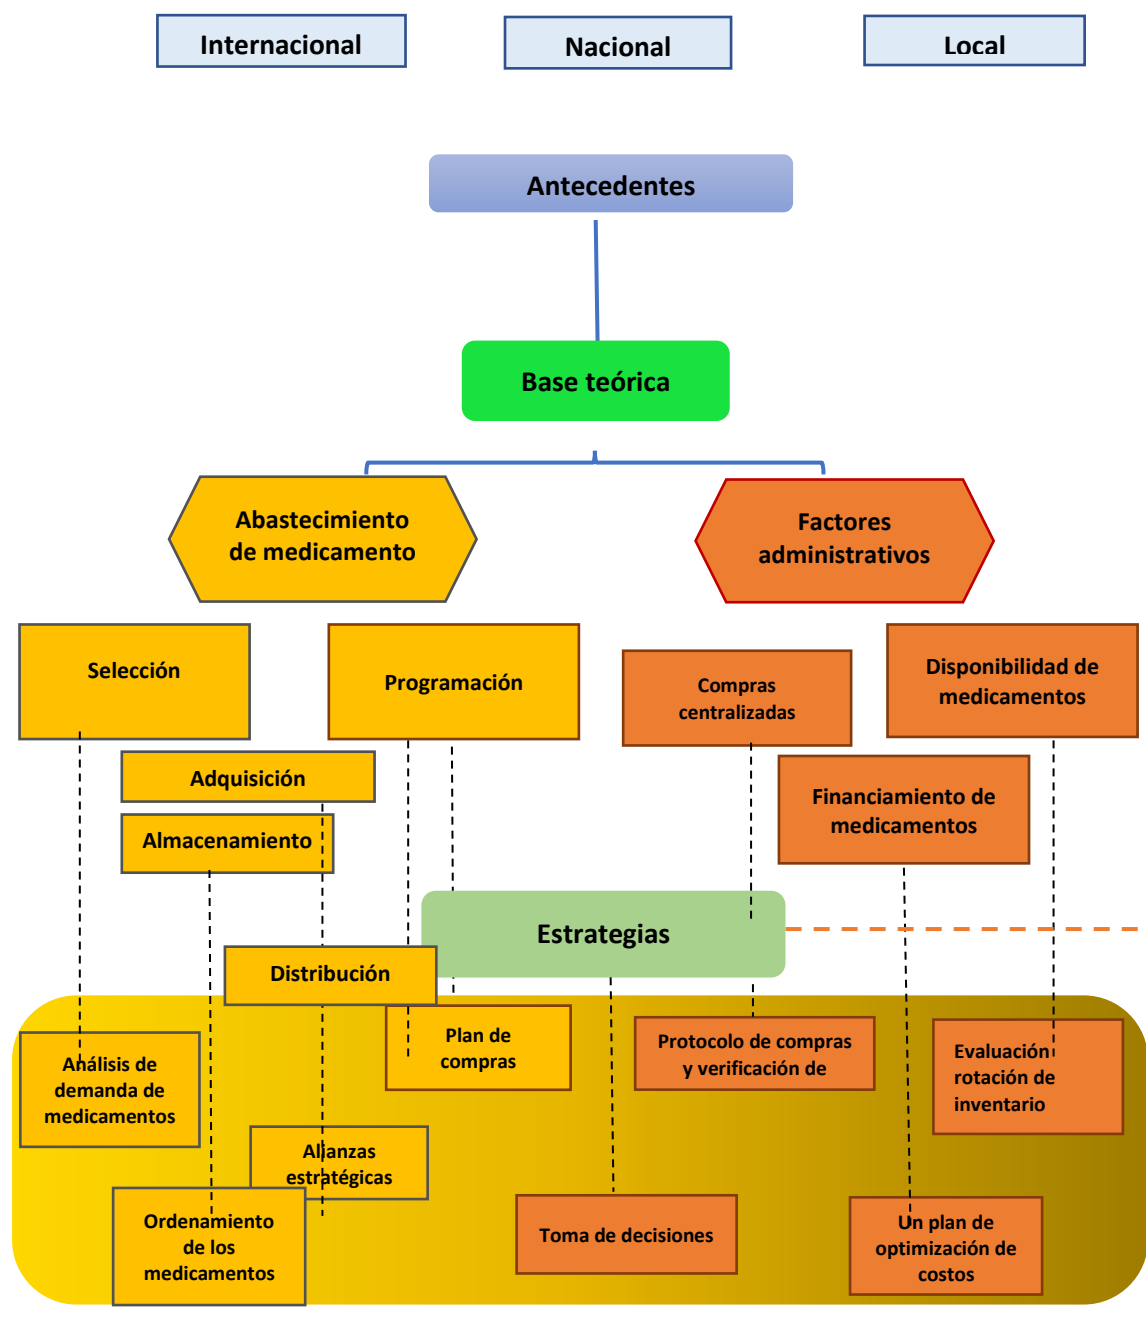 Internacional
Nacional
Local
Antecedentes
Base teórica
Abastecimiento
de medicamento
Factores
administrativos
Selección
Programación
Compras
centralizadas
Disponibilidad de
medicamentos
Adquisición
Almacenamiento
Financiamiento de
medicamentos
Estrategias
Distribución
Plan de
compras
Protocolo de compras
y verificación de
Evaluación
rotación de
inventario
Análisis de
demanda de
medicamentos
Alianzas
estratégicas
Ordenamiento
de los
medicamentos
Toma de decisiones
Un plan de
optimización de
costos